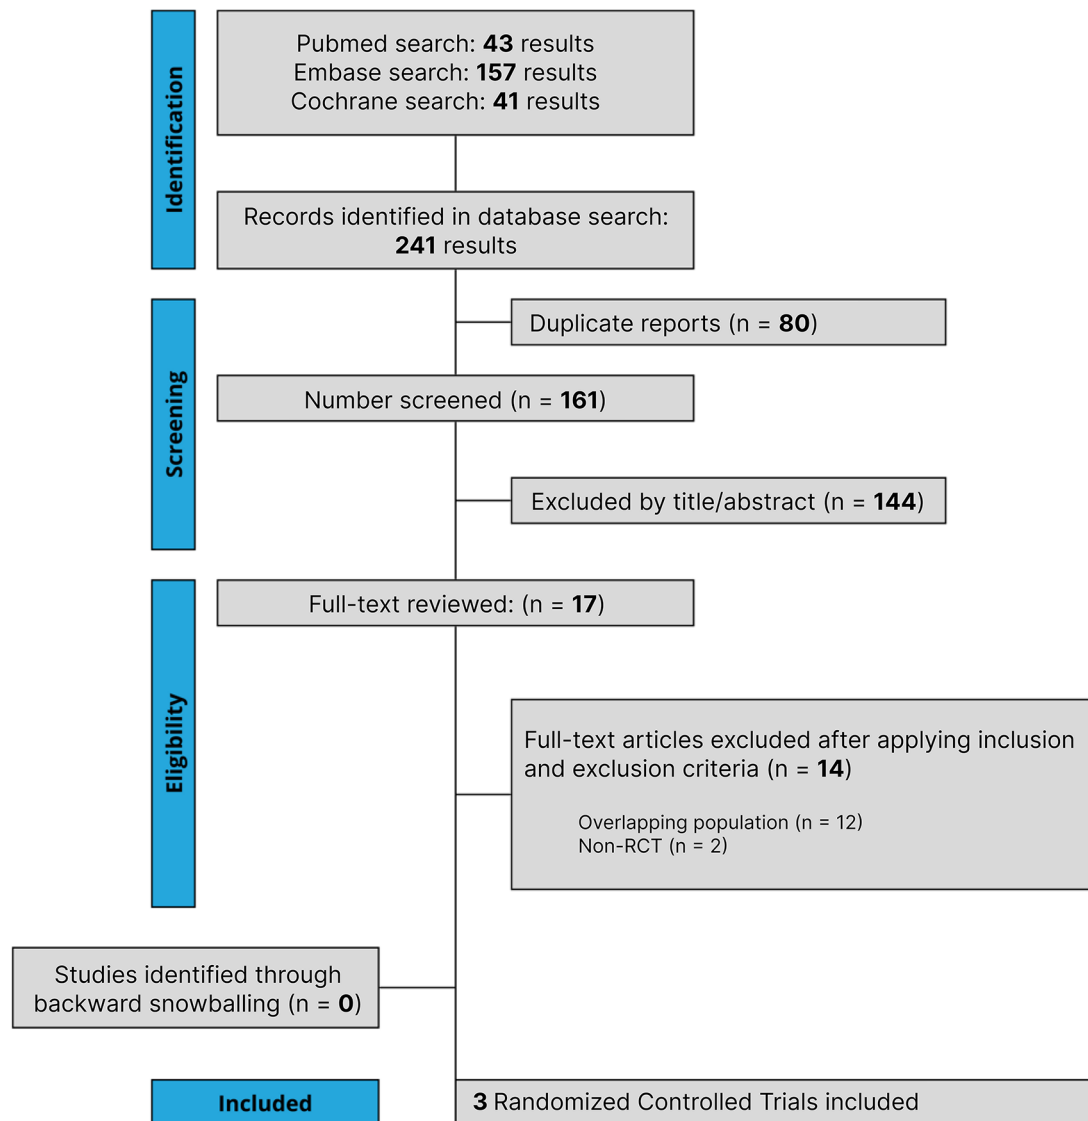 Identification
Pubmed search: 43 results
Embase search: 157 results
Cochrane search: 41 results
Records identified in database search:
241 results
Screening
Duplicate reports (n = 80)
Number screened (n = 161)
Excluded by title/abstract (n = 144)
Eligibility
Full-text reviewed: (n = 17)
Full-text articles excluded after applying inclusion
and exclusion criteria (n = 14)
Overlapping population (n = 12)
Non-RCT (n = 2)
Studies identified through
backward snowballing (n = 0)
Included
3 Randomized Controlled Trials included